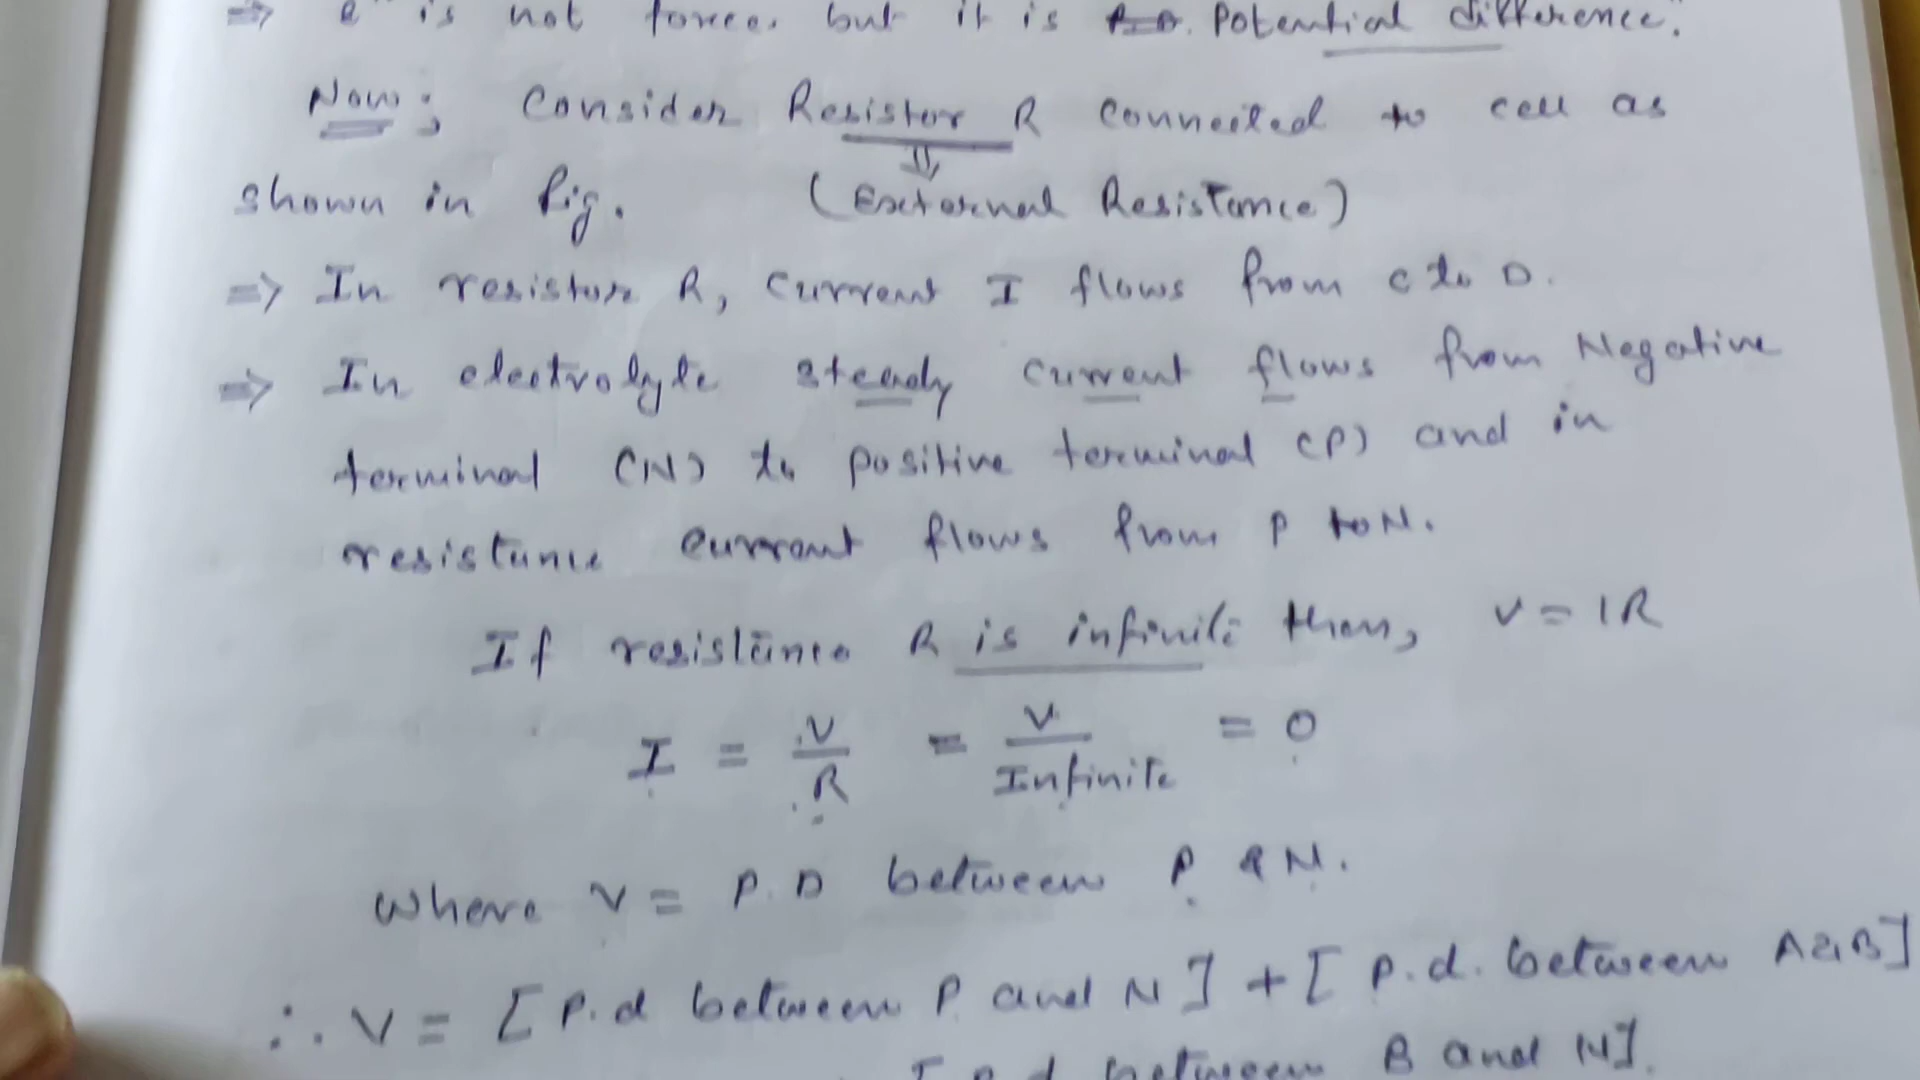 => e is not force, but it is Potential difference."
Now; Consider Resistor R Connected to cell as
shown in fig. (External Resistance)
=> In resistor R, current I flows from C to D.
=> In electrolyte steady current flows from Negative
terminal (N) to positive terminal (P) and in
resistance current flows from P to N.
If resistance R is infinite then, V = IR
I = V/R = V/Infinite = 0
Where V = P.D between P & N.
∴ V = [P.d between P and N] + [P.d. between A & B]
P.d between B and N].